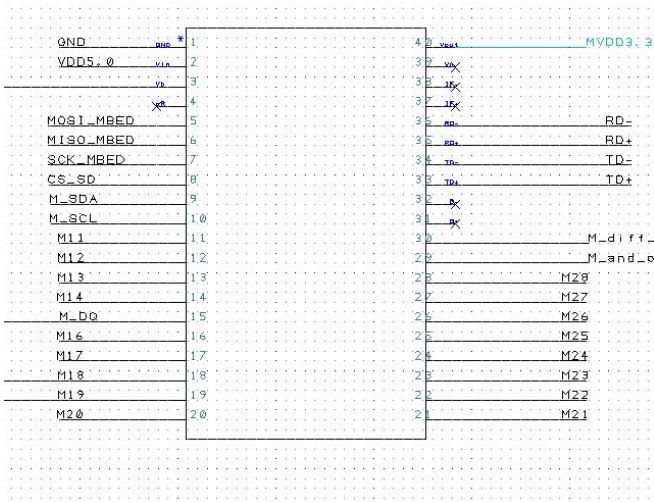 GND GND * 1 40 Vout MVDD3.3
VDD5.0 Vin 2 39 VU
Vb 3 38 IF-
nR 4 37 IF+
MOSI_MBED 5 36 RD- RD-
MISO_MBED 6 35 RD+ RD+
SCK_MBED 7 34 TD- TD-
CS_SD 8 33 TD+ TD+
M_SDA 9 32
M_SCL 10 31
M11 11 30 M_diff_
M12 12 29 M_and_o
M13 13 28 M28
M14 14 27 M27
M_DQ 15 26 M26
M16 16 25 M25
M17 17 24 M24
M18 18 23 M23
M19 19 22 M22
M20 20 21 M21